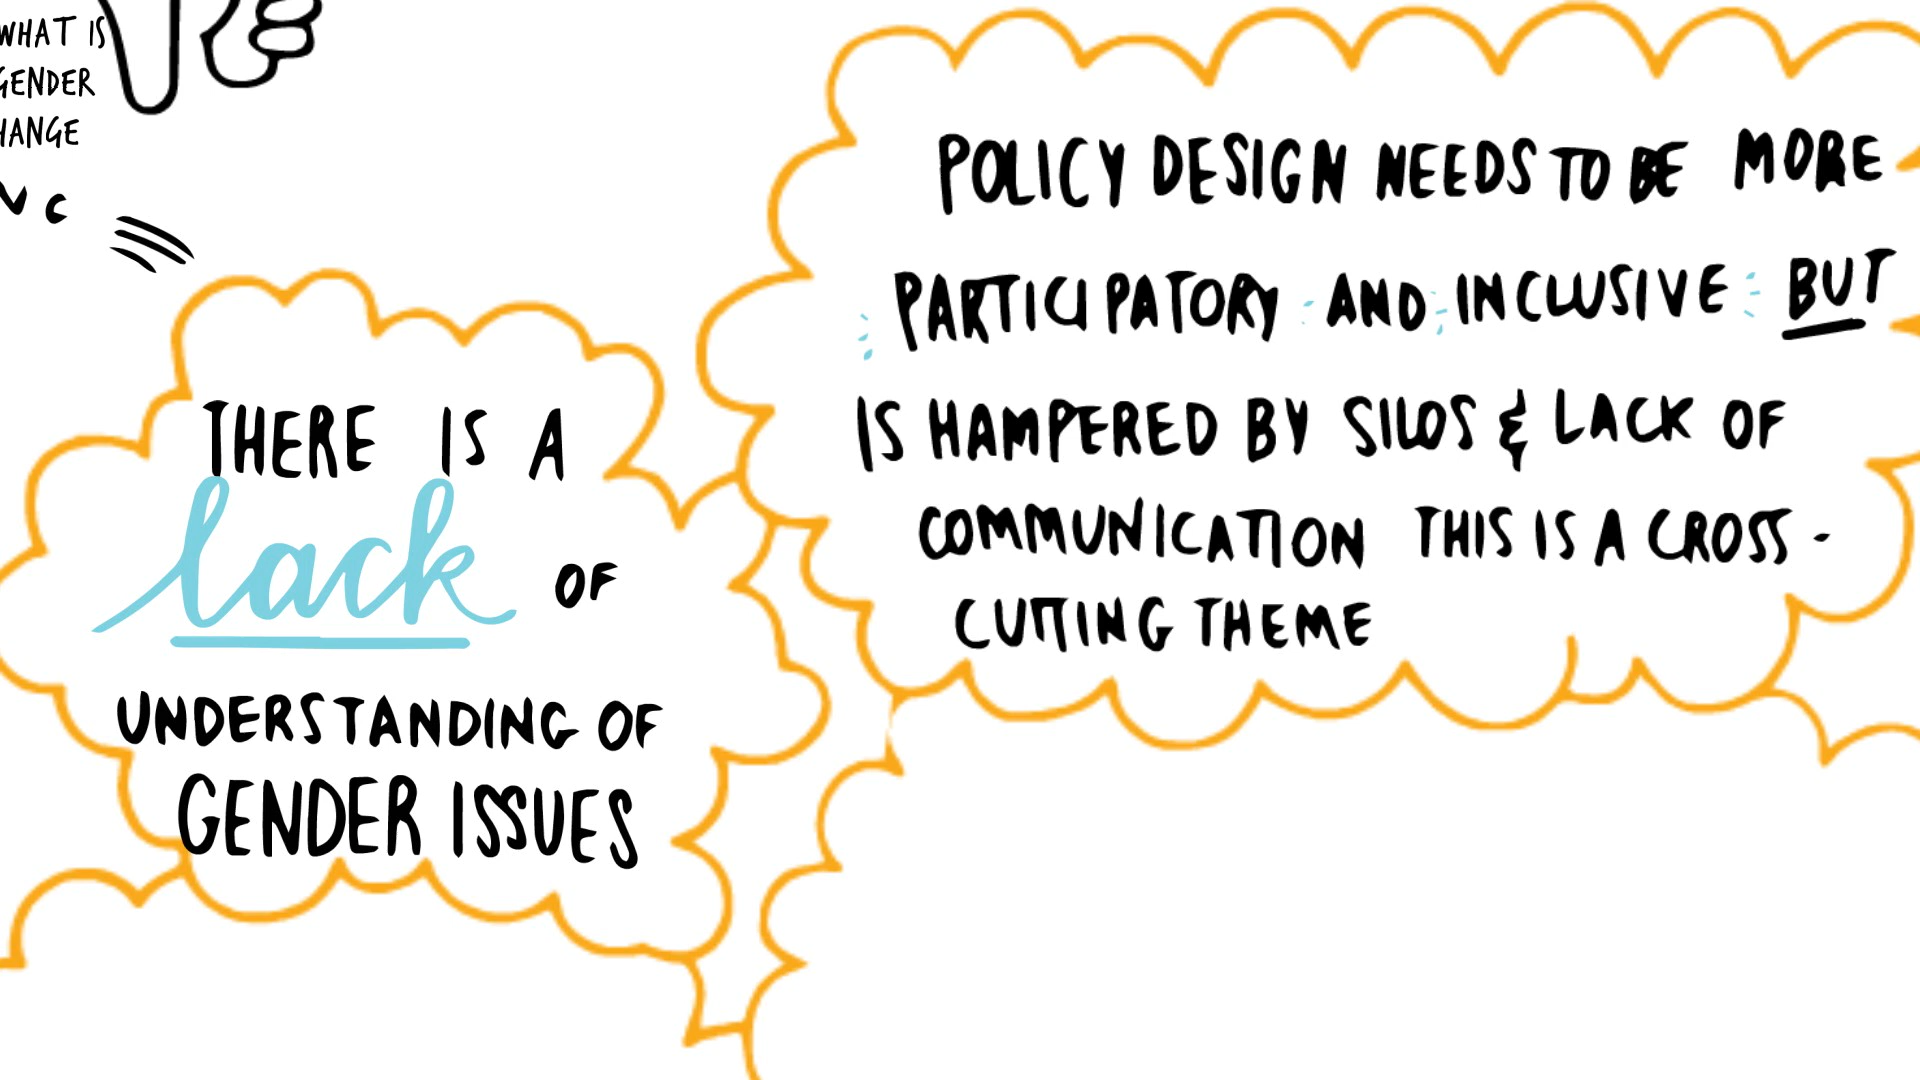 WHAT IS
GENDER
HANGE
THERE IS A
lack OF
UNDERSTANDING OF
GENDER ISSUES
POLICY DESIGN NEEDS TO BE MORE
PARTICIPATORY AND INCLUSIVE BUT
IS HAMPERED BY SILOS & LACK OF
COMMUNICATION THIS IS A CROSS-
CUTTING THEME